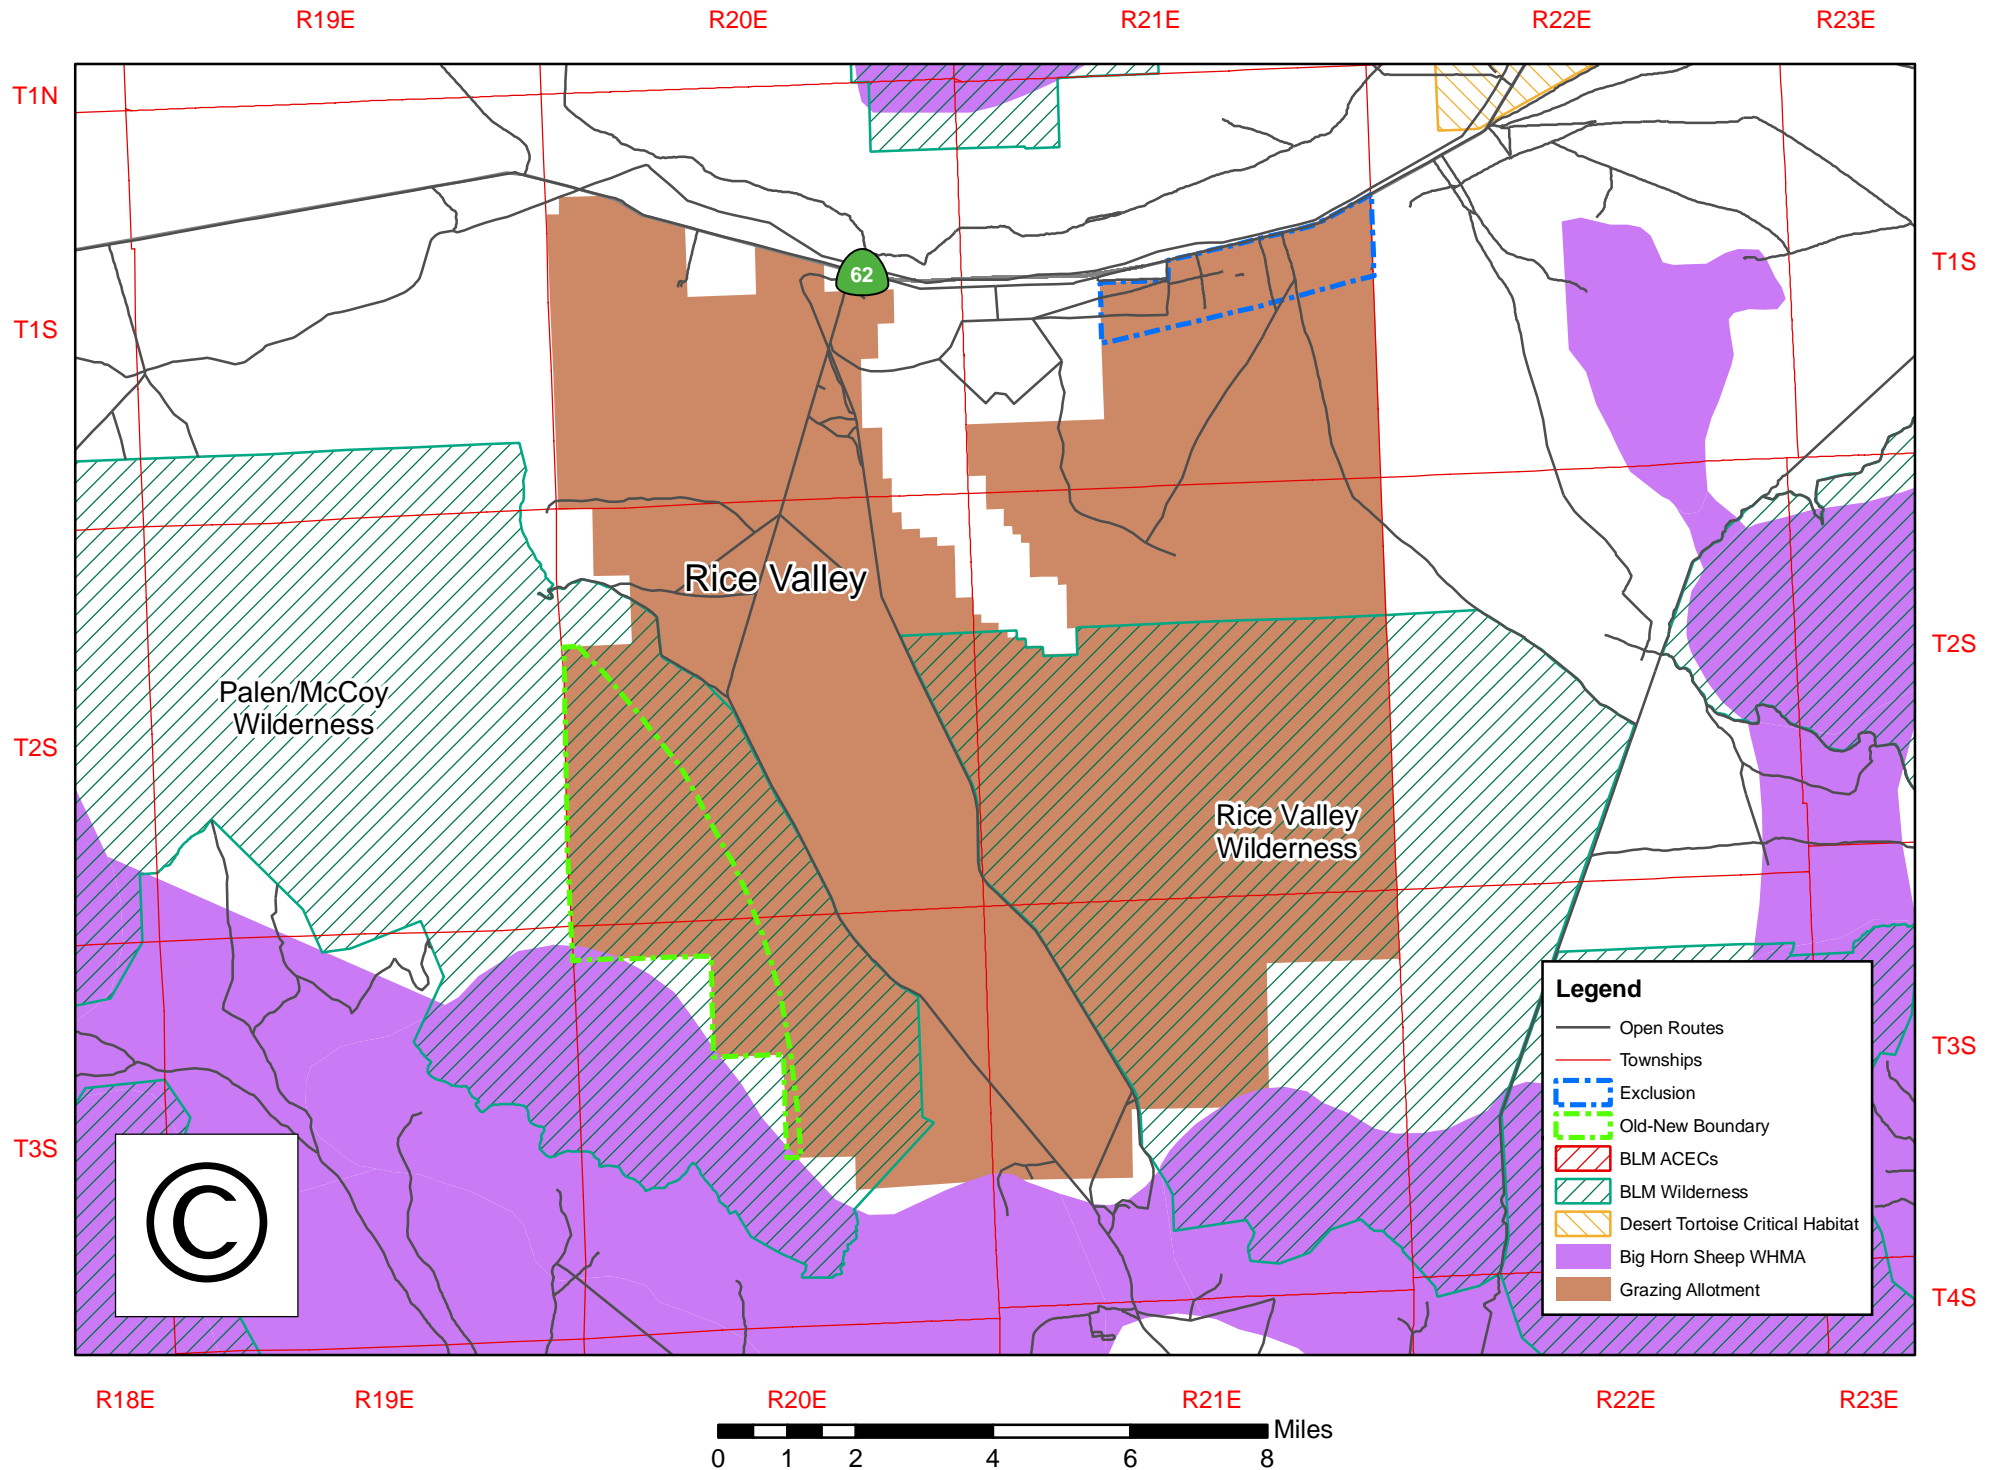 R19E
R20E
R21E
R22E
R23E
T1N
T1S
T1S
62
Rice Valley
T2S
Palen/McCoy
Wilderness
T2S
Rice Valley
Wilderness
Legend
Open Routes
Townships
Exclusion
Old-New Boundary
BLM ACECs
BLM Wilderness
Desert Tortoise Critical Habitat
Big Horn Sheep WHMA
Grazing Allotment
T3S
T3S
©
T4S
R18E
R19E
R20E
R21E
R22E
R23E
Miles
0 1 2 4 6 8